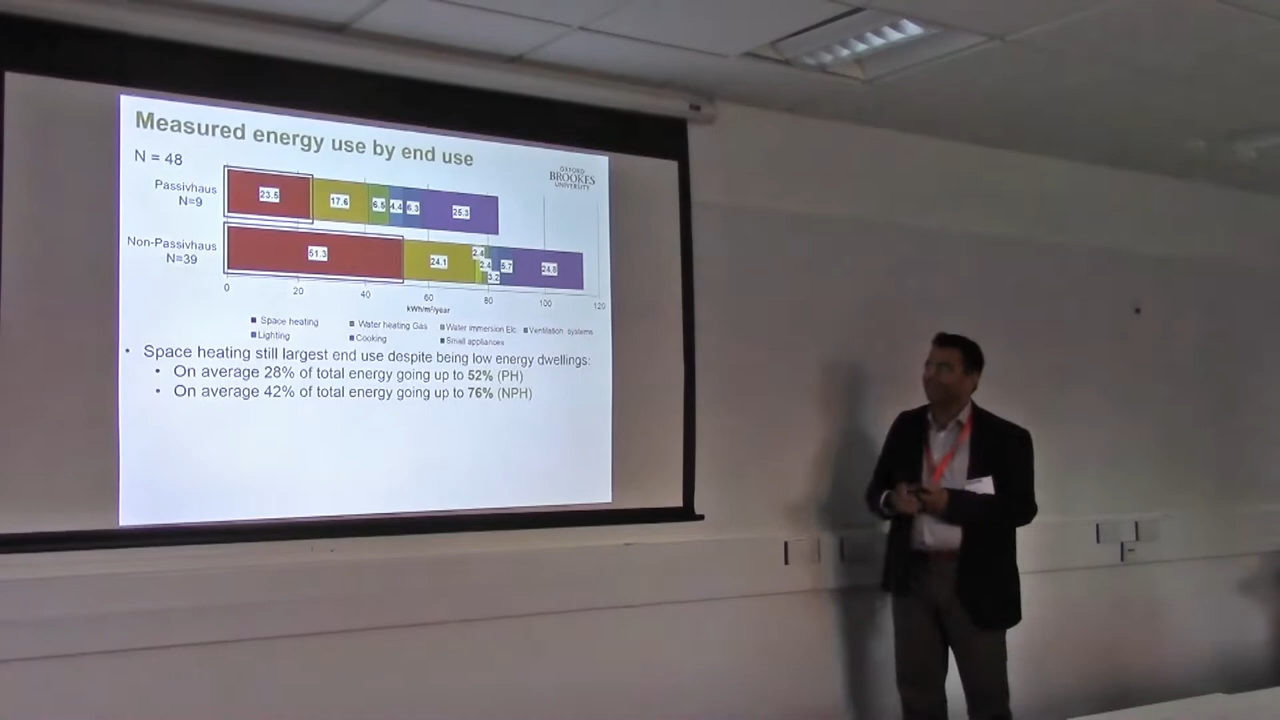 Measured energy use by end use
N = 48
OXFORD
BROOKES
UNIVERSITY
Passivhaus
N=9
23.5 17.6 6.5 4.4 6.3 25.3
Non-Passivhaus
N=39
51.3 24.1 2.4 2.4 3.2 5.7 24.8
0 20 40 60 80 100 120
kWh/m²/year
Space heating Water heating Gas Water immersion Elc. Ventilation systems
Lighting Cooking Small appliances
• Space heating still largest end use despite being low energy dwellings:
• On average 28% of total energy going up to 52% (PH)
• On average 42% of total energy going up to 76% (NPH)